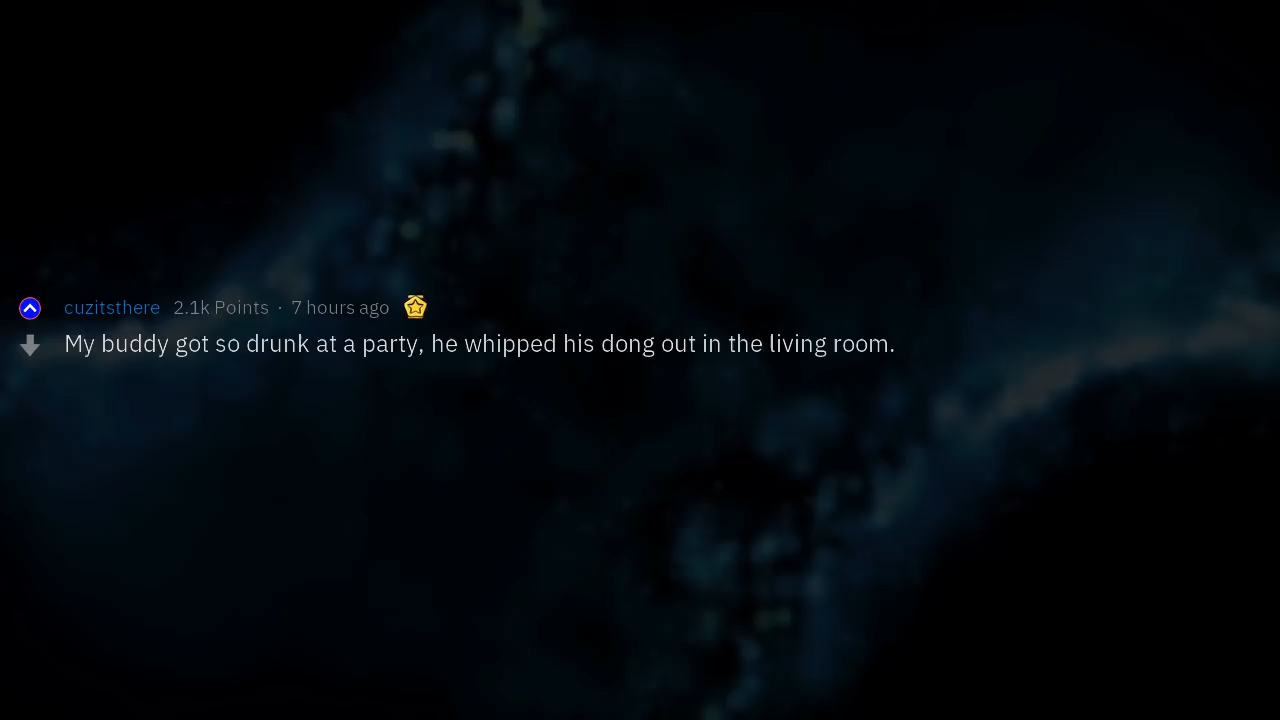 cuzitsthere 2.1k Points · 7 hours ago
My buddy got so drunk at a party, he whipped his dong out in the living room.